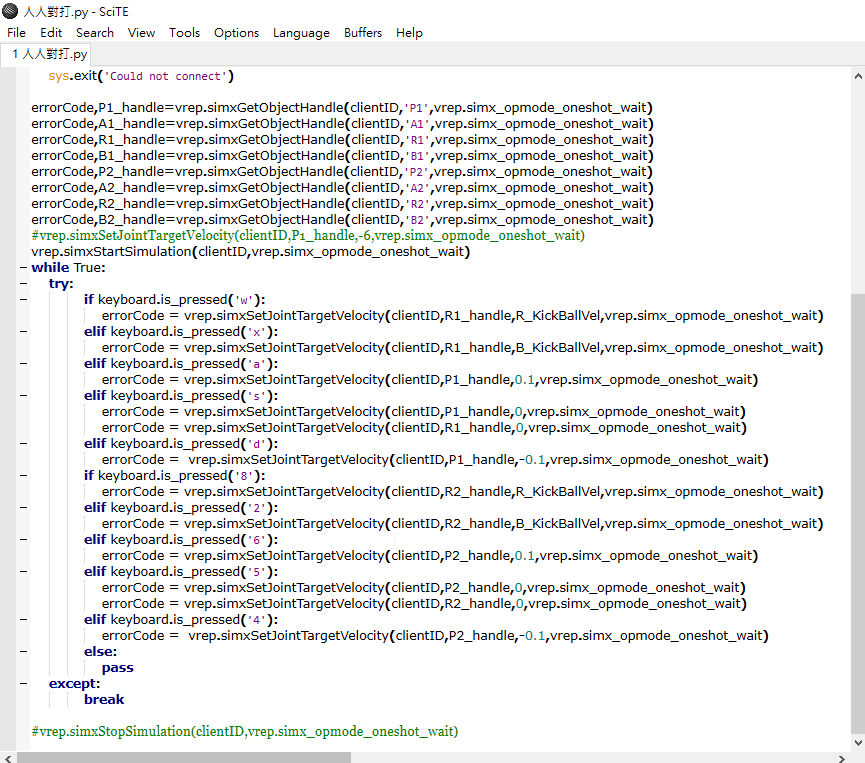 人人對打.py - SciTE
File Edit Search View Tools Options Language Buffers Help
1 人人對打.py
sys.exit('Could not connect')
errorCode,P1_handle=vrep.simxGetObjectHandle(clientID,'P1',vrep.simx_opmode_oneshot_wait)
errorCode,A1_handle=vrep.simxGetObjectHandle(clientID,'A1',vrep.simx_opmode_oneshot_wait)
errorCode,R1_handle=vrep.simxGetObjectHandle(clientID,'R1',vrep.simx_opmode_oneshot_wait)
errorCode,B1_handle=vrep.simxGetObjectHandle(clientID,'B1',vrep.simx_opmode_oneshot_wait)
errorCode,P2_handle=vrep.simxGetObjectHandle(clientID,'P2',vrep.simx_opmode_oneshot_wait)
errorCode,A2_handle=vrep.simxGetObjectHandle(clientID,'A2',vrep.simx_opmode_oneshot_wait)
errorCode,R2_handle=vrep.simxGetObjectHandle(clientID,'R2',vrep.simx_opmode_oneshot_wait)
errorCode,B2_handle=vrep.simxGetObjectHandle(clientID,'B2',vrep.simx_opmode_oneshot_wait)
#vrep.simxSetJointTargetVelocity(clientID,P1_handle,-6,vrep.simx_opmode_oneshot_wait)
vrep.simxStartSimulation(clientID,vrep.simx_opmode_oneshot_wait)
while True:
try:
if keyboard.is_pressed('w'):
errorCode = vrep.simxSetJointTargetVelocity(clientID,R1_handle,R_KickBallVel,vrep.simx_opmode_oneshot_wait)
elif keyboard.is_pressed('x'):
errorCode = vrep.simxSetJointTargetVelocity(clientID,R1_handle,B_KickBallVel,vrep.simx_opmode_oneshot_wait)
elif keyboard.is_pressed('a'):
errorCode = vrep.simxSetJointTargetVelocity(clientID,P1_handle,0.1,vrep.simx_opmode_oneshot_wait)
elif keyboard.is_pressed('s'):
errorCode = vrep.simxSetJointTargetVelocity(clientID,P1_handle,0,vrep.simx_opmode_oneshot_wait)
errorCode = vrep.simxSetJointTargetVelocity(clientID,R1_handle,0,vrep.simx_opmode_oneshot_wait)
elif keyboard.is_pressed('d'):
errorCode =  vrep.simxSetJointTargetVelocity(clientID,P1_handle,-0.1,vrep.simx_opmode_oneshot_wait)
if keyboard.is_pressed('8'):
errorCode = vrep.simxSetJointTargetVelocity(clientID,R2_handle,R_KickBallVel,vrep.simx_opmode_oneshot_wait)
elif keyboard.is_pressed('2'):
errorCode = vrep.simxSetJointTargetVelocity(clientID,R2_handle,B_KickBallVel,vrep.simx_opmode_oneshot_wait)
elif keyboard.is_pressed('6'):
errorCode = vrep.simxSetJointTargetVelocity(clientID,P2_handle,0.1,vrep.simx_opmode_oneshot_wait)
elif keyboard.is_pressed('5'):
errorCode = vrep.simxSetJointTargetVelocity(clientID,P2_handle,0,vrep.simx_opmode_oneshot_wait)
errorCode = vrep.simxSetJointTargetVelocity(clientID,R2_handle,0,vrep.simx_opmode_oneshot_wait)
elif keyboard.is_pressed('4'):
errorCode =  vrep.simxSetJointTargetVelocity(clientID,P2_handle,-0.1,vrep.simx_opmode_oneshot_wait)
else:
pass
except:
break
#vrep.simxStopSimulation(clientID,vrep.simx_opmode_oneshot_wait)